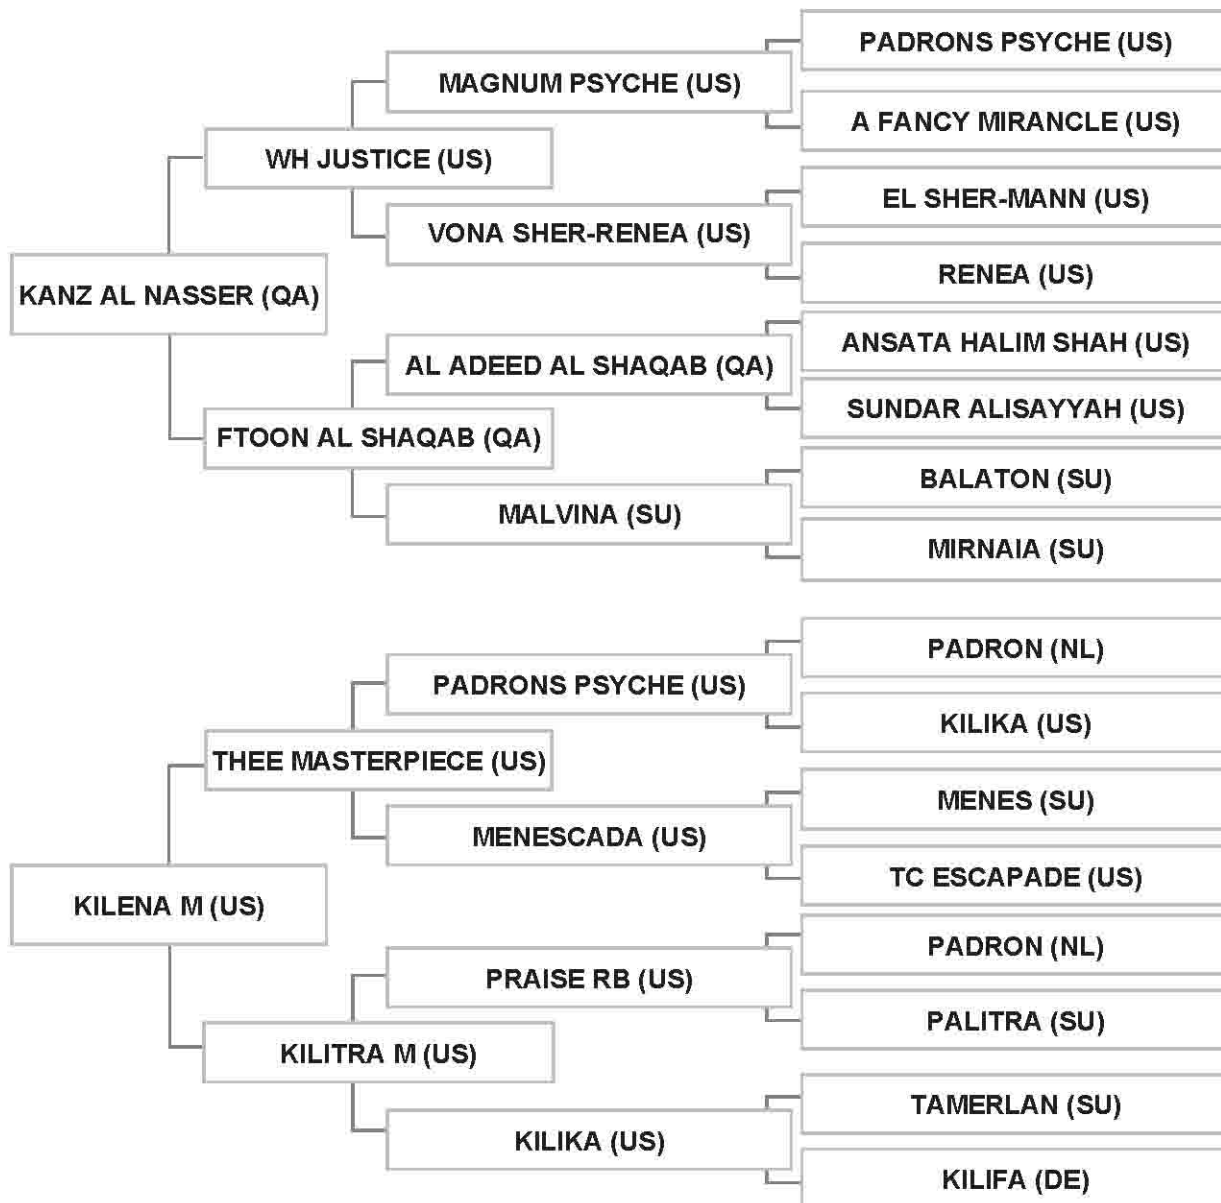 PADRONS PSYCHE (US)
MAGNUM PSYCHE (US)
A FANCY MIRANCLE (US)
WH JUSTICE (US)
EL SHER-MANN (US)
VONA SHER-RENEA (US)
RENEA (US)
KANZ AL NASSER (QA)
ANSATA HALIM SHAH (US)
AL ADEED AL SHAQAB (QA)
SUNDAR ALISAYYAH (US)
FTOON AL SHAQAB (QA)
BALATON (SU)
MALVINA (SU)
MIRNAIA (SU)
PADRON (NL)
PADRONS PSYCHE (US)
KILIKA (US)
THEE MASTERPIECE (US)
MENES (SU)
MENESCADA (US)
TC ESCAPADE (US)
KILENA M (US)
PADRON (NL)
PRAISE RB (US)
PALITRA (SU)
KILITRA M (US)
TAMERLAN (SU)
KILIKA (US)
KILIFA (DE)